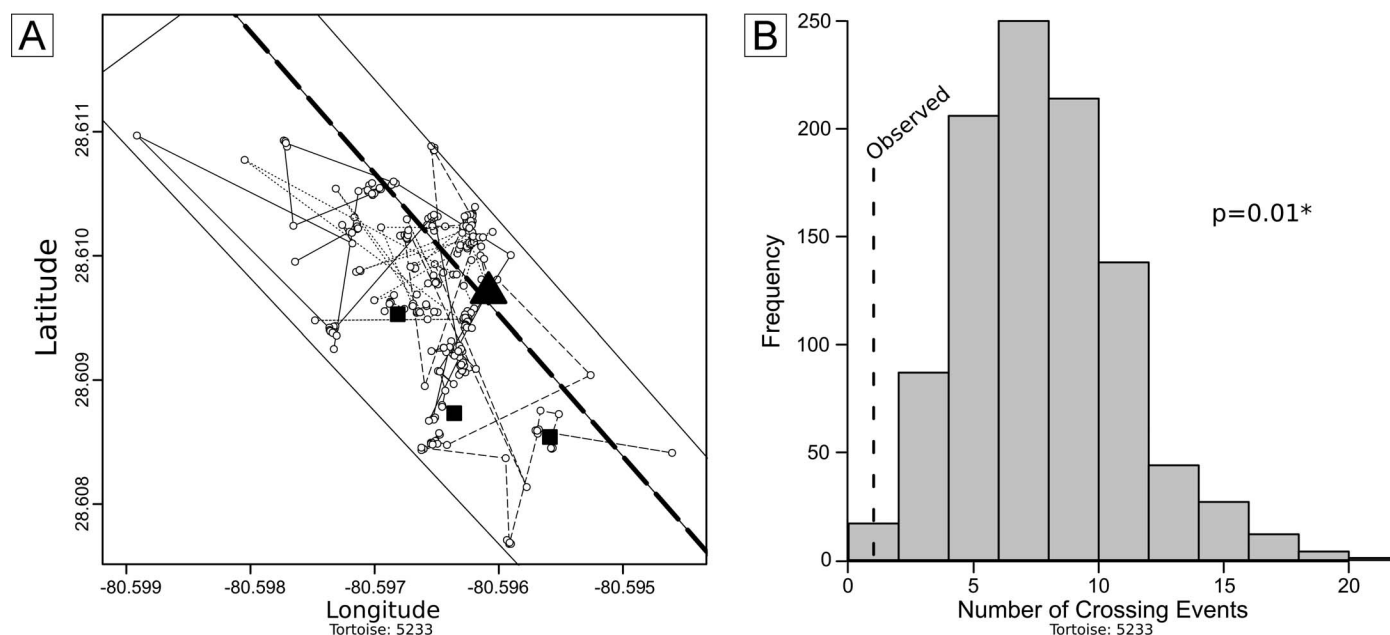 A
28.611
28.610
28.609
28.608
Latitude
-80.599 -80.598 -80.597 -80.596 -80.595
Longitude
Tortoise: 5233
B
250
200
150
100
50
0
Frequency
Observed
p=0.01*
0 5 10 15 20
Number of Crossing Events
Tortoise: 5233